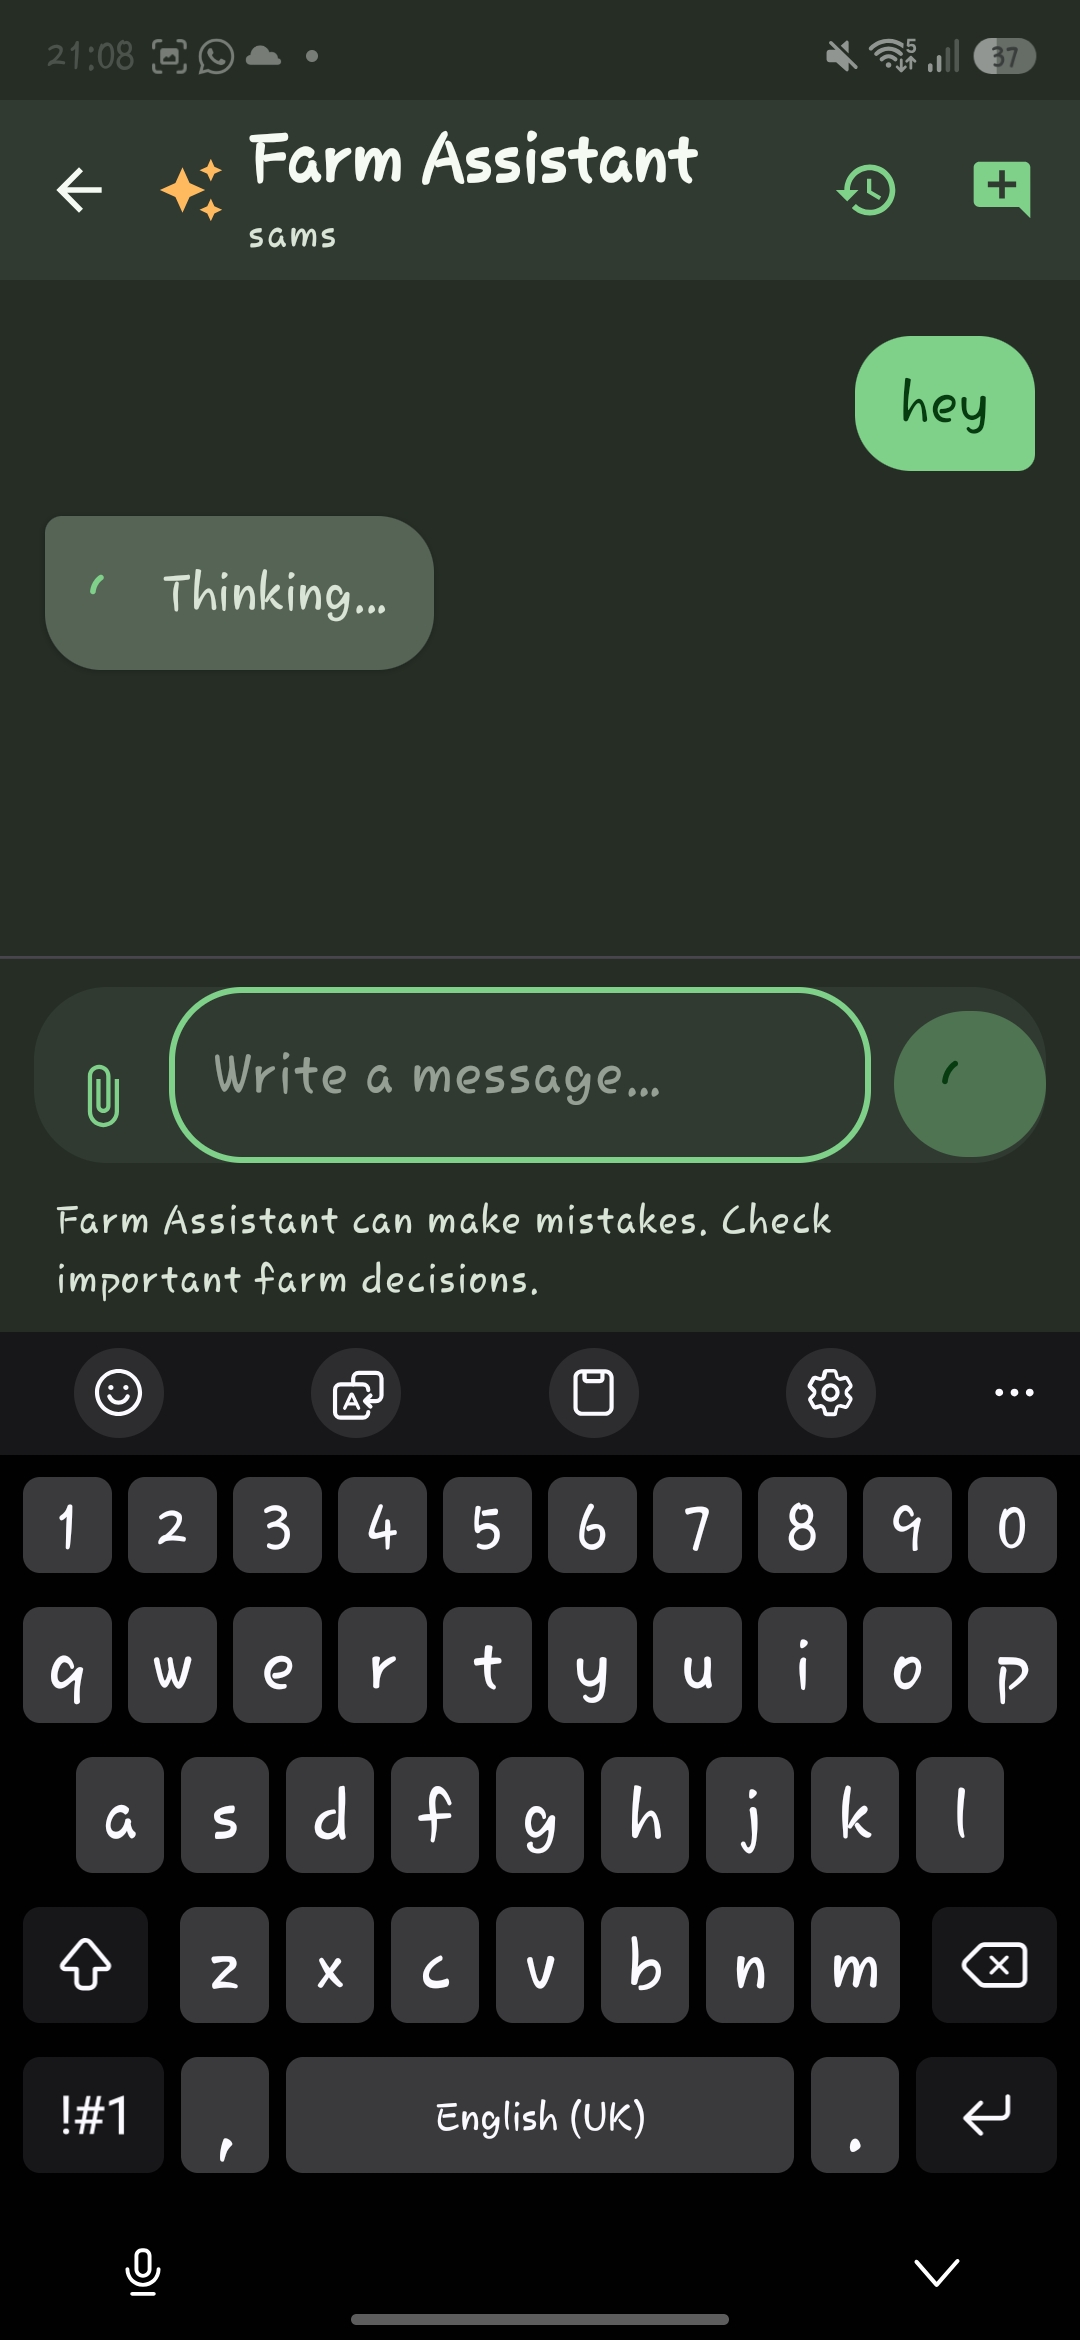 21:08
5
37
Farm Assistant
sams
hey
Thinking...
Write a message...
Farm Assistant can make mistakes. Check
important farm decisions.
A
1 2 3 4 5 6 7 8 9 0
q w e r t y u i o p
a s d f g h j k l
z x c v b n m
!#1 , English (UK) .